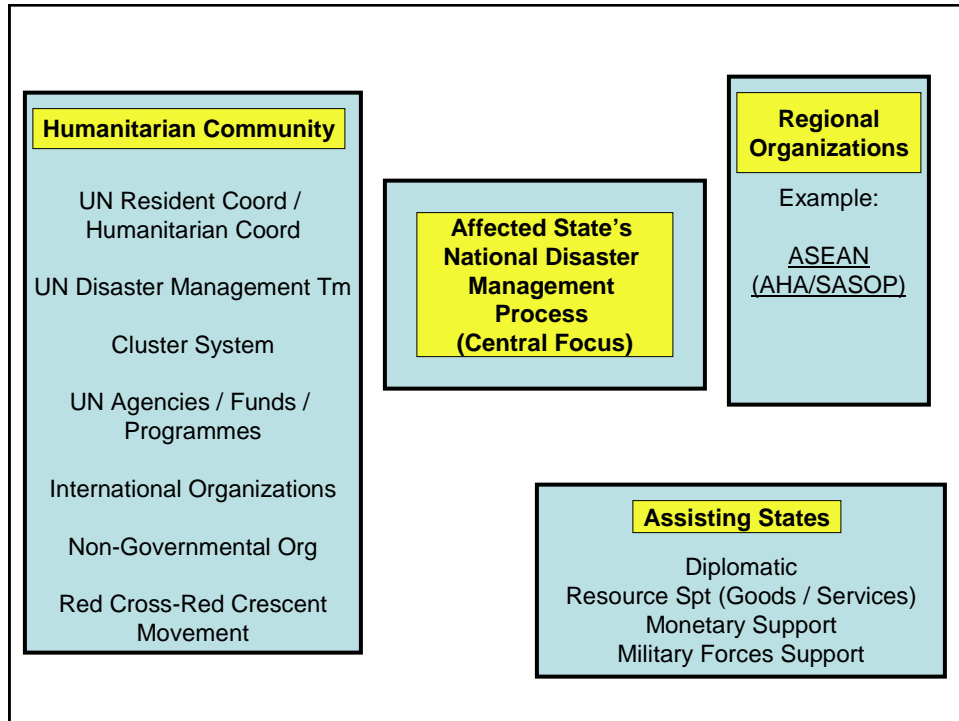 Humanitarian Community
UN Resident Coord /
Humanitarian Coord
UN Disaster Management Tm
Cluster System
UN Agencies / Funds /
Programmes
International Organizations
Non-Governmental Org
Red Cross-Red Crescent
Movement
Affected State's
National Disaster
Management
Process
(Central Focus)
Regional
Organizations
Example:
ASEAN
(AHA/SASOP)
Assisting States
Diplomatic
Resource Spt (Goods / Services)
Monetary Support
Military Forces Support